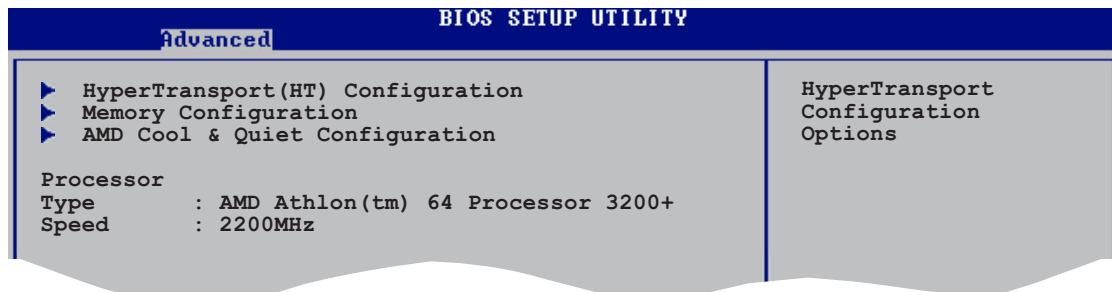 BIOS SETUP UTILITY
Advanced
HyperTransport(HT) Configuration
Memory Configuration
AMD Cool & Quiet Configuration
Processor
Type : AMD Athlon(tm) 64 Processor 3200+
Speed : 2200MHz
HyperTransport
Configuration
Options